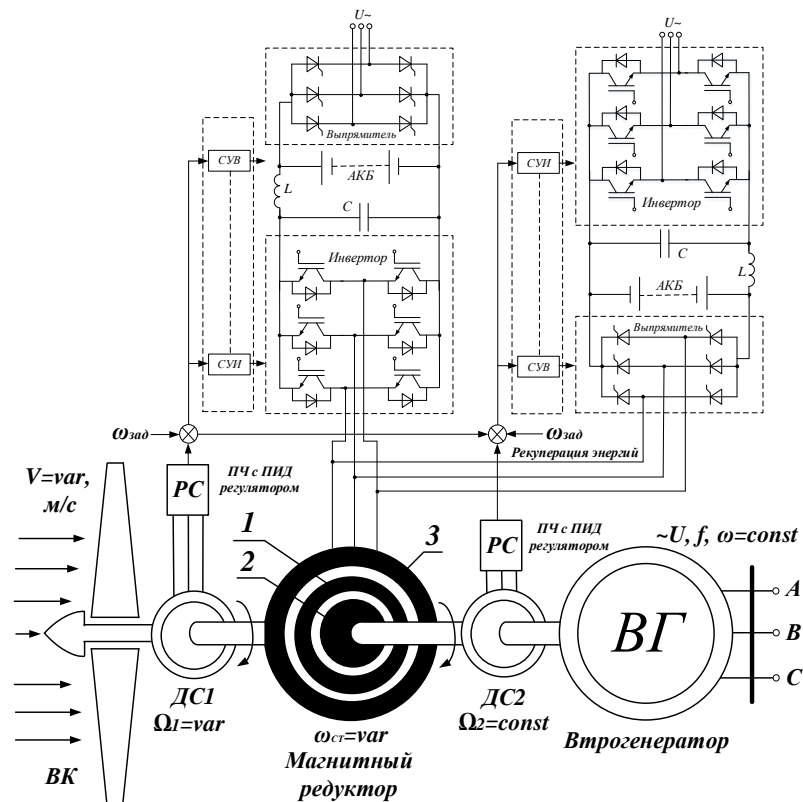 U~
U~
Выпрямитель
СУВ
АКБ
L
C
СУИ
Инвертор
СУИ
Инвертор
C
L
АКБ
Выпрямитель
СУВ
ωзад
ωзад
Рекуперация энергий
V=var,
м/с
РС
ПЧ с ПИД
регулятором
1
2
3
РС
ПЧ с ПИД
регулятором
~U, f, ω=const
A
B
C
ВГ
ДС1
Ω1=var
ДС2
Ω2=const
Втрогенератор
ωст=var
Магнитный
редуктор
ВК